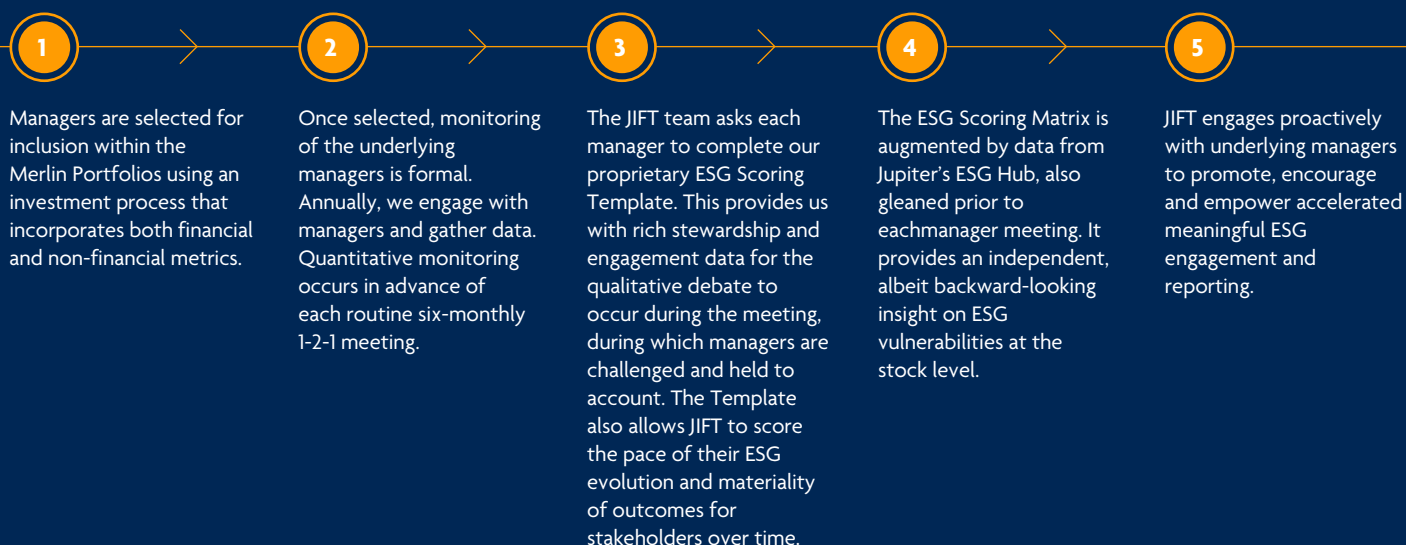 1
Managers are selected for
inclusion within the
Merlin Portfolios using an
investment process that
incorporates both financial
and non-financial metrics.
2
Once selected, monitoring
of the underlying
managers is formal.
Annually, we engage with
managers and gather data.
Quantitative monitoring
occurs in advance of
each routine six-monthly
1-2-1 meeting.
3
The JIFT team asks each
manager to complete our
proprietary ESG Scoring
Template. This provides us
with rich stewardship and
engagement data for the
qualitative debate to
occur during the meeting,
during which managers are
challenged and held to
account. The Template
also allows JIFT to score
the pace of their ESG
evolution and materiality
of outcomes for
stakeholders over time.
4
The ESG Scoring Matrix is
augmented by data from
Jupiter’s ESG Hub, also
gleaned prior to
eachmanager meeting. It
provides an independent,
albeit backward-looking
insight on ESG
vulnerabilities at the
stock level.
5
JIFT engages proactively
with underlying managers
to promote, encourage
and empower accelerated
meaningful ESG
engagement and
reporting.